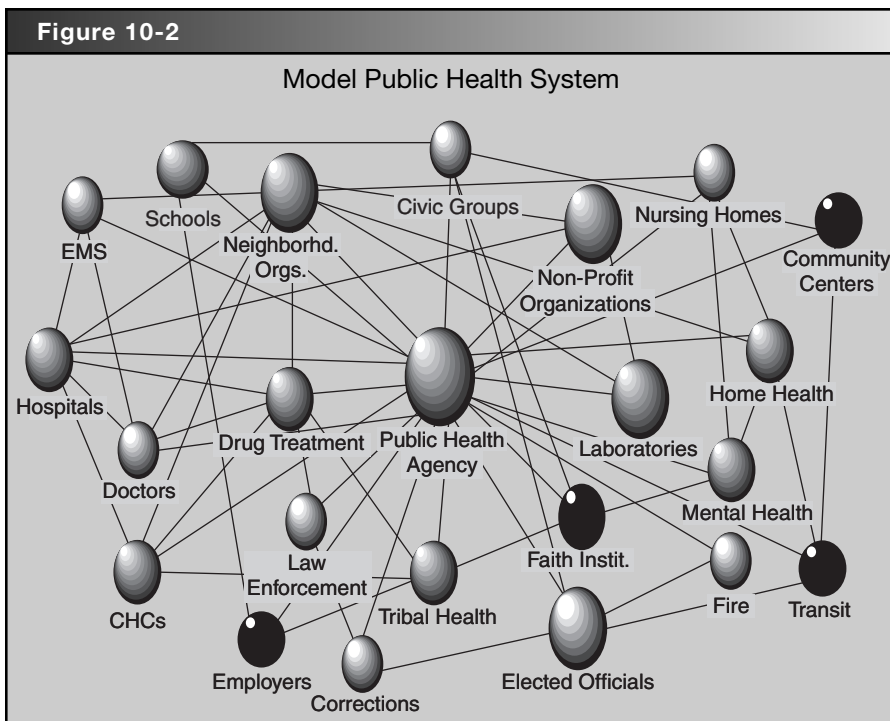 Figure 10-2
Model Public Health System
Civic Groups
Schools
Nursing Homes
EMS
Neighborhd.
Orgs.
Community
Centers
Non-Profit
Organizations
Home Health
Hospitals
Drug Treatment
Public Health
Agency
Laboratories
Doctors
Mental Health
Law
Enforcement
Faith Instit.
CHCs
Tribal Health
Fire
Transit
Employers
Corrections
Elected Officials